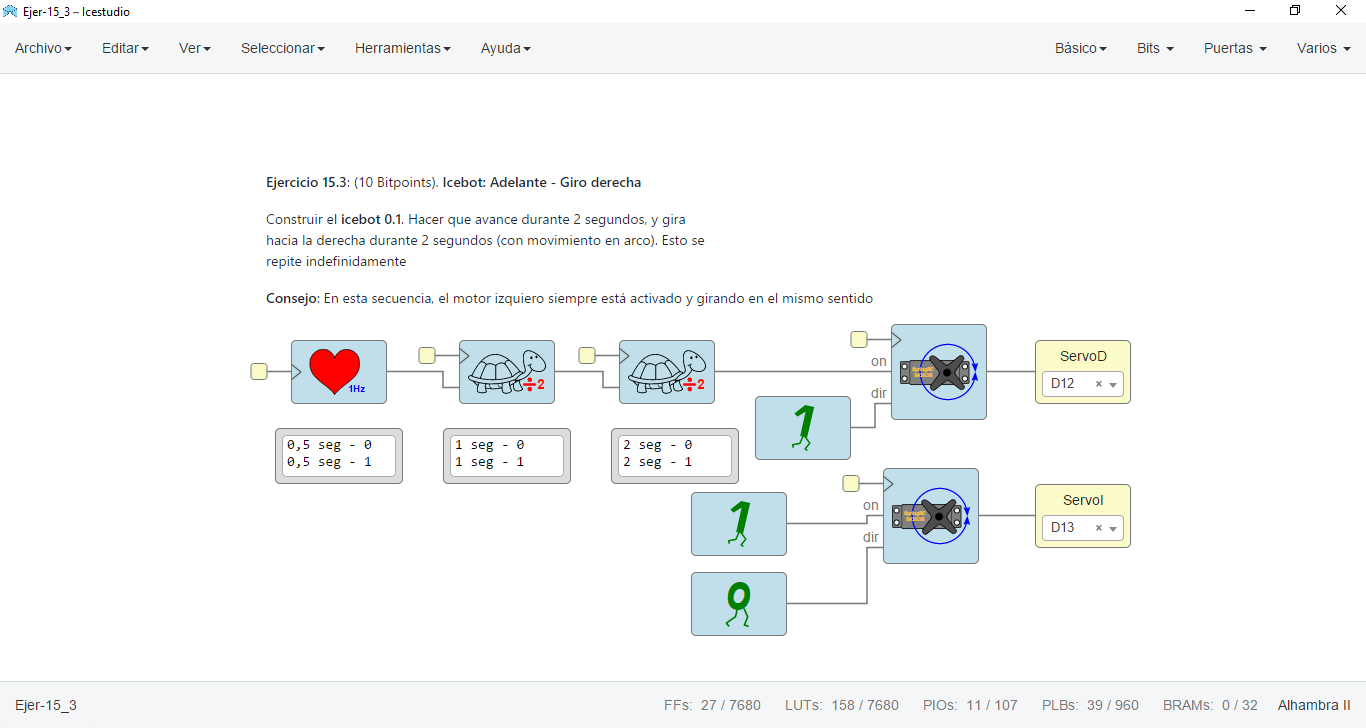 Ejer-15_3 – Icestudio
Archivo Editar Ver Seleccionar Herramientas Ayuda Básico Bits Puertas Varios
Ejercicio 15.3: (10 Bitpoints). Icebot: Adelante - Giro derecha
Construir el icebot 0.1. Hacer que avance durante 2 segundos, y gira
hacia la derecha durante 2 segundos (con movimiento en arco). Esto se
repite indefinidamente
Consejo: En esta secuencia, el motor izquiero siempre está activado y girando en el mismo sentido
1Hz
÷2
÷2
on
dir
SpringRC
ServoD
D12 ×
1
0,5 seg - 0
0,5 seg - 1
1 seg - 0
1 seg - 1
2 seg - 0
2 seg - 1
1
on
dir
SpringRC
ServoI
D13 ×
0
Ejer-15_3 FFs: 27 / 7680 LUTs: 158 / 7680 PIOs: 11 / 107 PLBs: 39 / 960 BRAMs: 0 / 32 Alhambra II